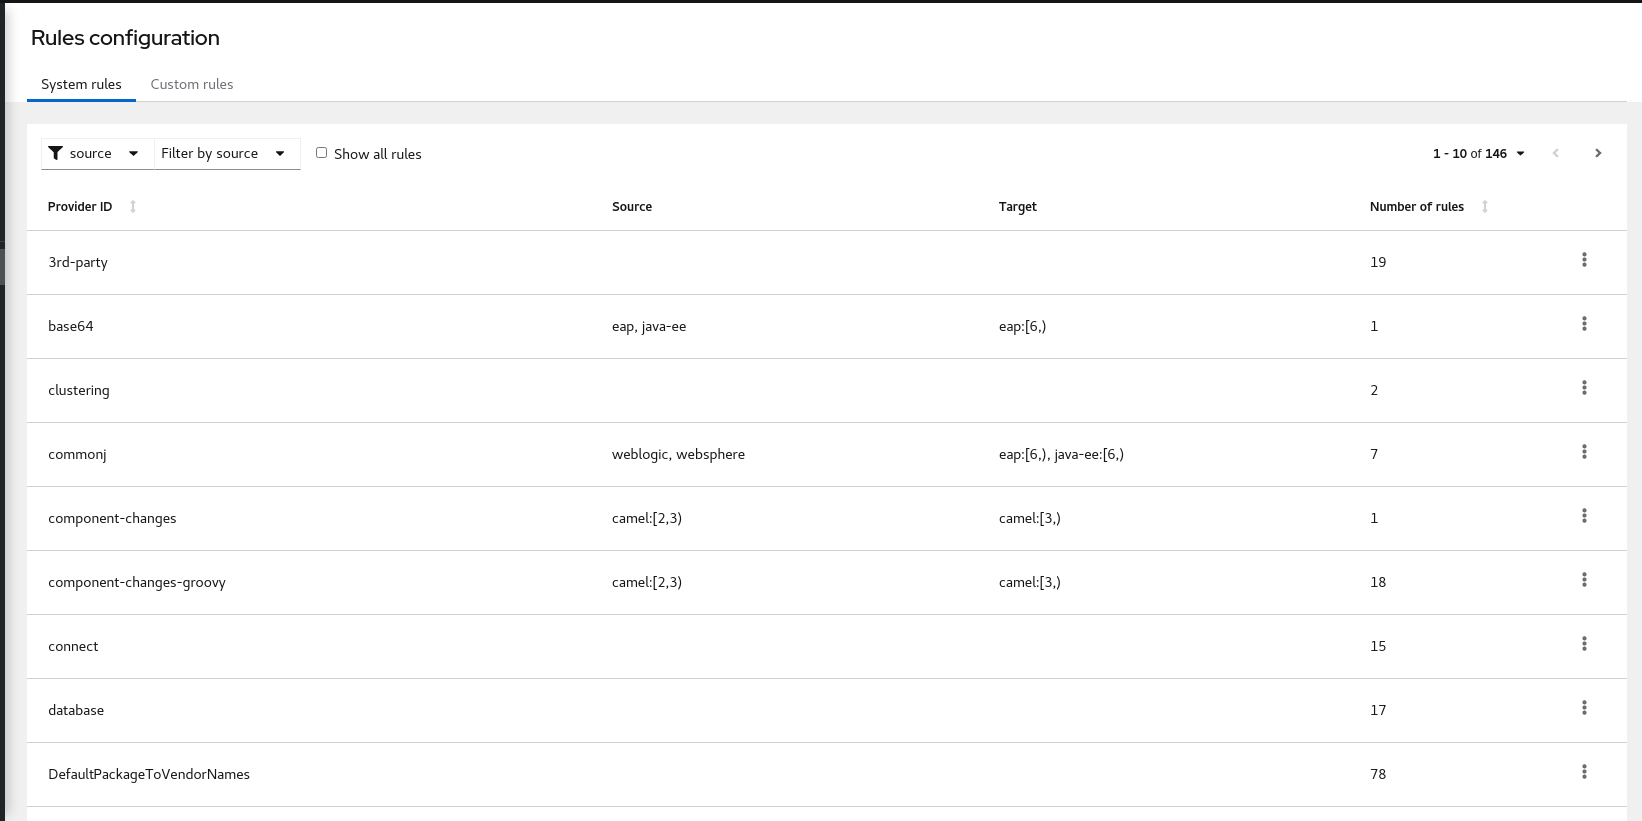 Rules configuration
System rules Custom rules
source Filter by source Show all rules 1 - 10 of 146
Provider ID Source Target Number of rules
3rd-party 19
base64 eap, java-ee eap:[6,) 1
clustering 2
commonj weblogic, websphere eap:[6,), java-ee:[6,) 7
component-changes camel:[2,3) camel:[3,) 1
component-changes-groovy camel:[2,3) camel:[3,) 18
connect 15
database 17
DefaultPackageToVendorNames 78